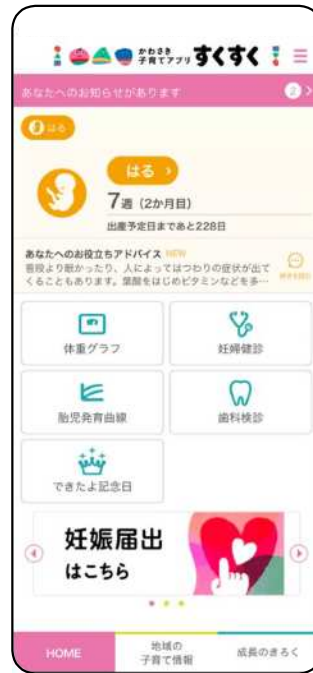 かわさき
子育てアプリ すくすく
あなたへのお知らせがあります 2
はる
はる
7週 (2か月目)
出産予定日まであと228日
あなたへのお役立ちアドバイス NEW
普段より眠かったり、人によってはつわりの症状が出て
くることもあります。葉酸をはじめビタミンなどを多…
続きを読む
体重グラフ
妊婦健診
胎児発育曲線
歯科検診
できたよ記念日
妊娠届出
はこちら
HOME
地域の
子育て情報
成長のきろく